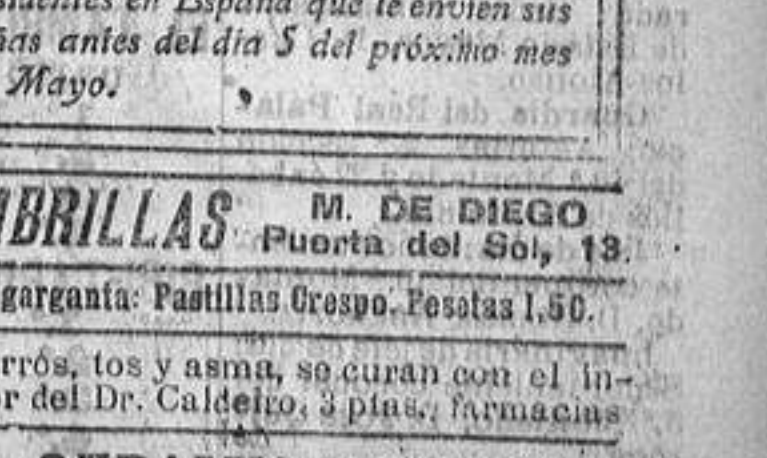 en España que le envíen sus
antes del día 5 del próximo mes
Mayo.
BRILLAS M. DE DIEGO
Puerta del Sol, 13.
garganta: Pastillas Crespo. Pesetas 1,50.
rrós, tos y asma, se curan con el in-
r del Dr. Caldeiro, 3 ptas., farmacias